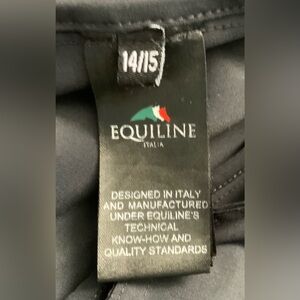 14/15
EQUILINE
ITALIA
DESIGNED IN ITALY
AND MANUFACTURED
UNDER EQUILINE'S
TECHNICAL
KNOW-HOW AND
QUALITY STANDARDS